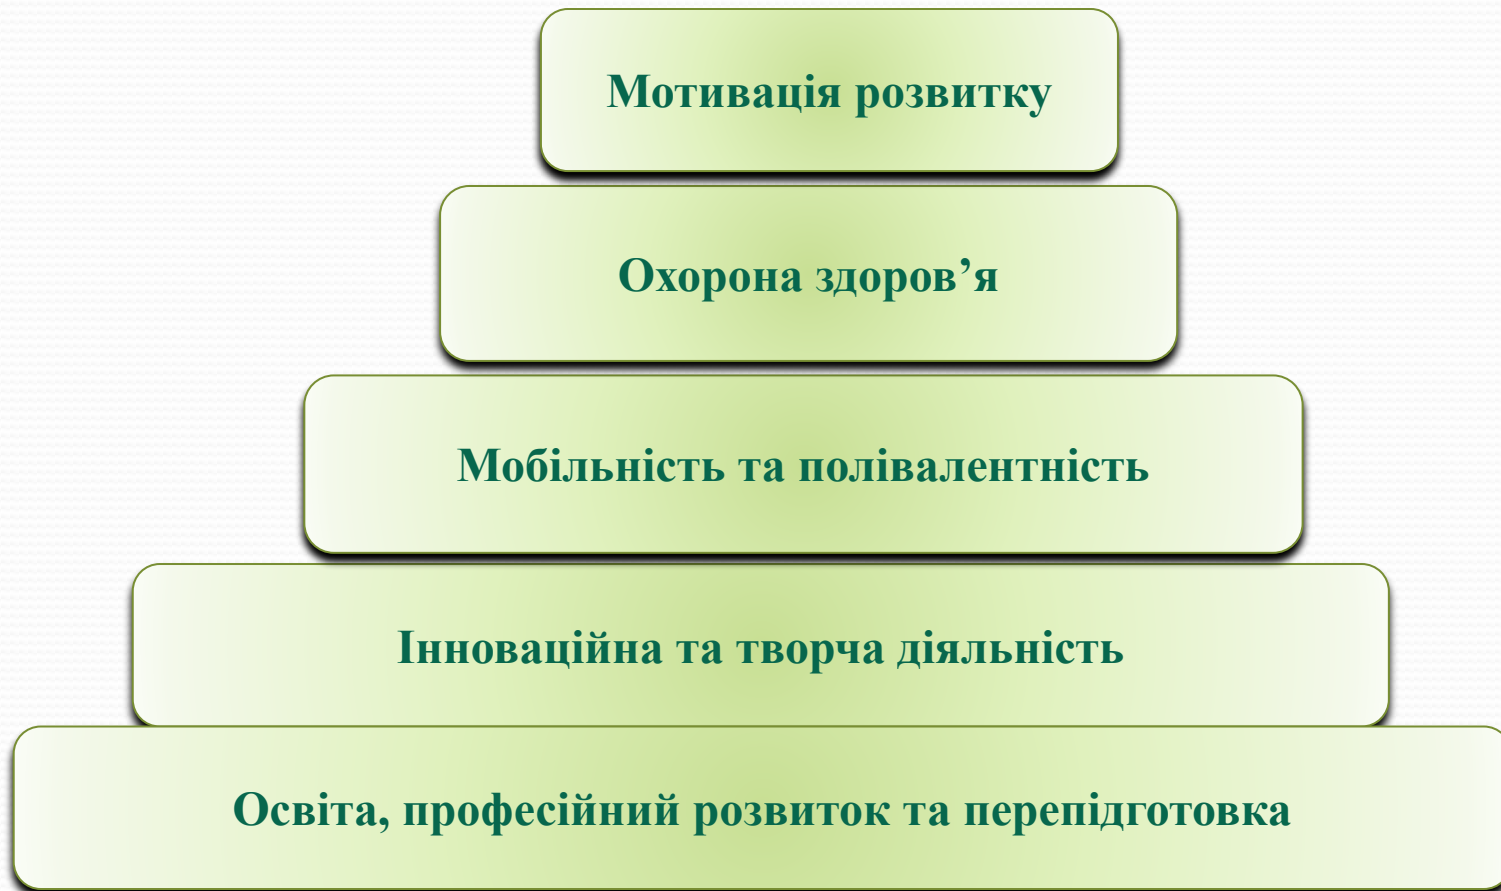 Мотивація розвитку
Охорона здоров’я
Мобільність та полівалентність
Інноваційна та творча діяльність
Освіта, професійний розвиток та перепідготовка